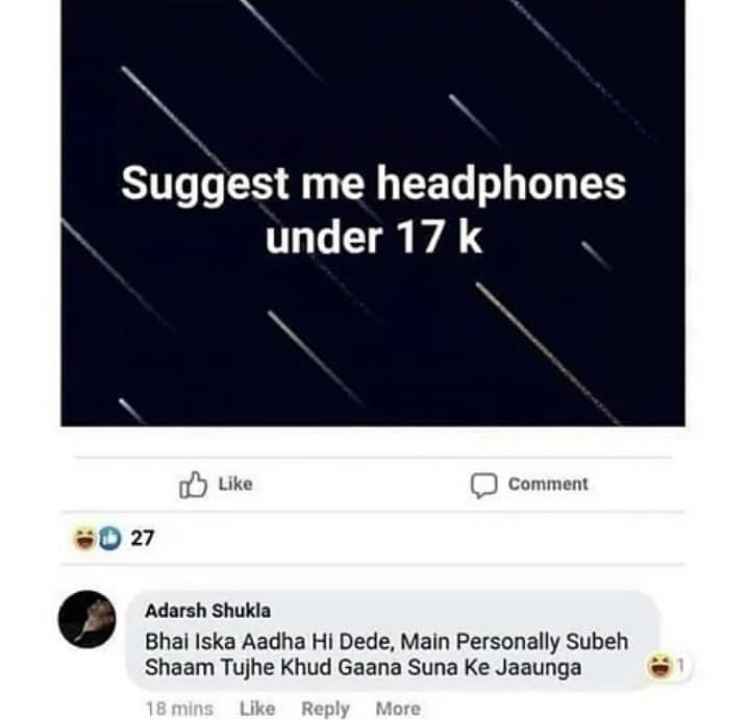 Suggest me headphones
under 17 k
Like
Comment
27
Adarsh Shukla
Bhai Iska Aadha Hi Dede, Main Personally Subeh
Shaam Tujhe Khud Gaana Suna Ke Jaaunga
1
18 mins Like Reply More